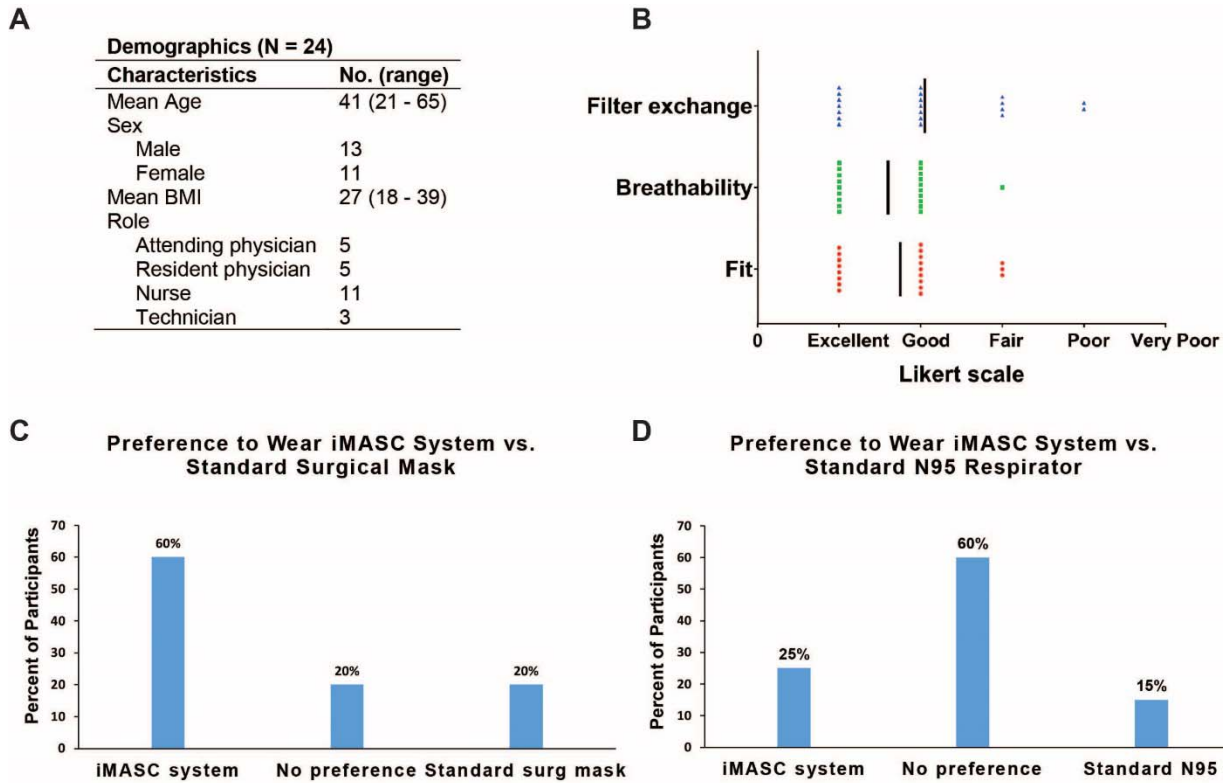 A
Demographics (N = 24)
Characteristics No. (range)
Mean Age 41 (21 - 65)
Sex
Male 13
Female 11
Mean BMI 27 (18 - 39)
Role
Attending physician 5
Resident physician 5
Nurse 11
Technician 3
B
Filter exchange
Breathability
Fit
0 Excellent Good Fair Poor Very Poor
Likert scale
C
Preference to Wear iMASC System vs.
Standard Surgical Mask
Percent of Participants
70
60
50
40
30
20
10
0
60%
20%
20%
iMASC system No preference Standard surg mask
D
Preference to Wear iMASC System vs.
Standard N95 Respirator
Percent of Participants
70
60
50
40
30
20
10
0
25%
60%
15%
iMASC system No preference Standard N95